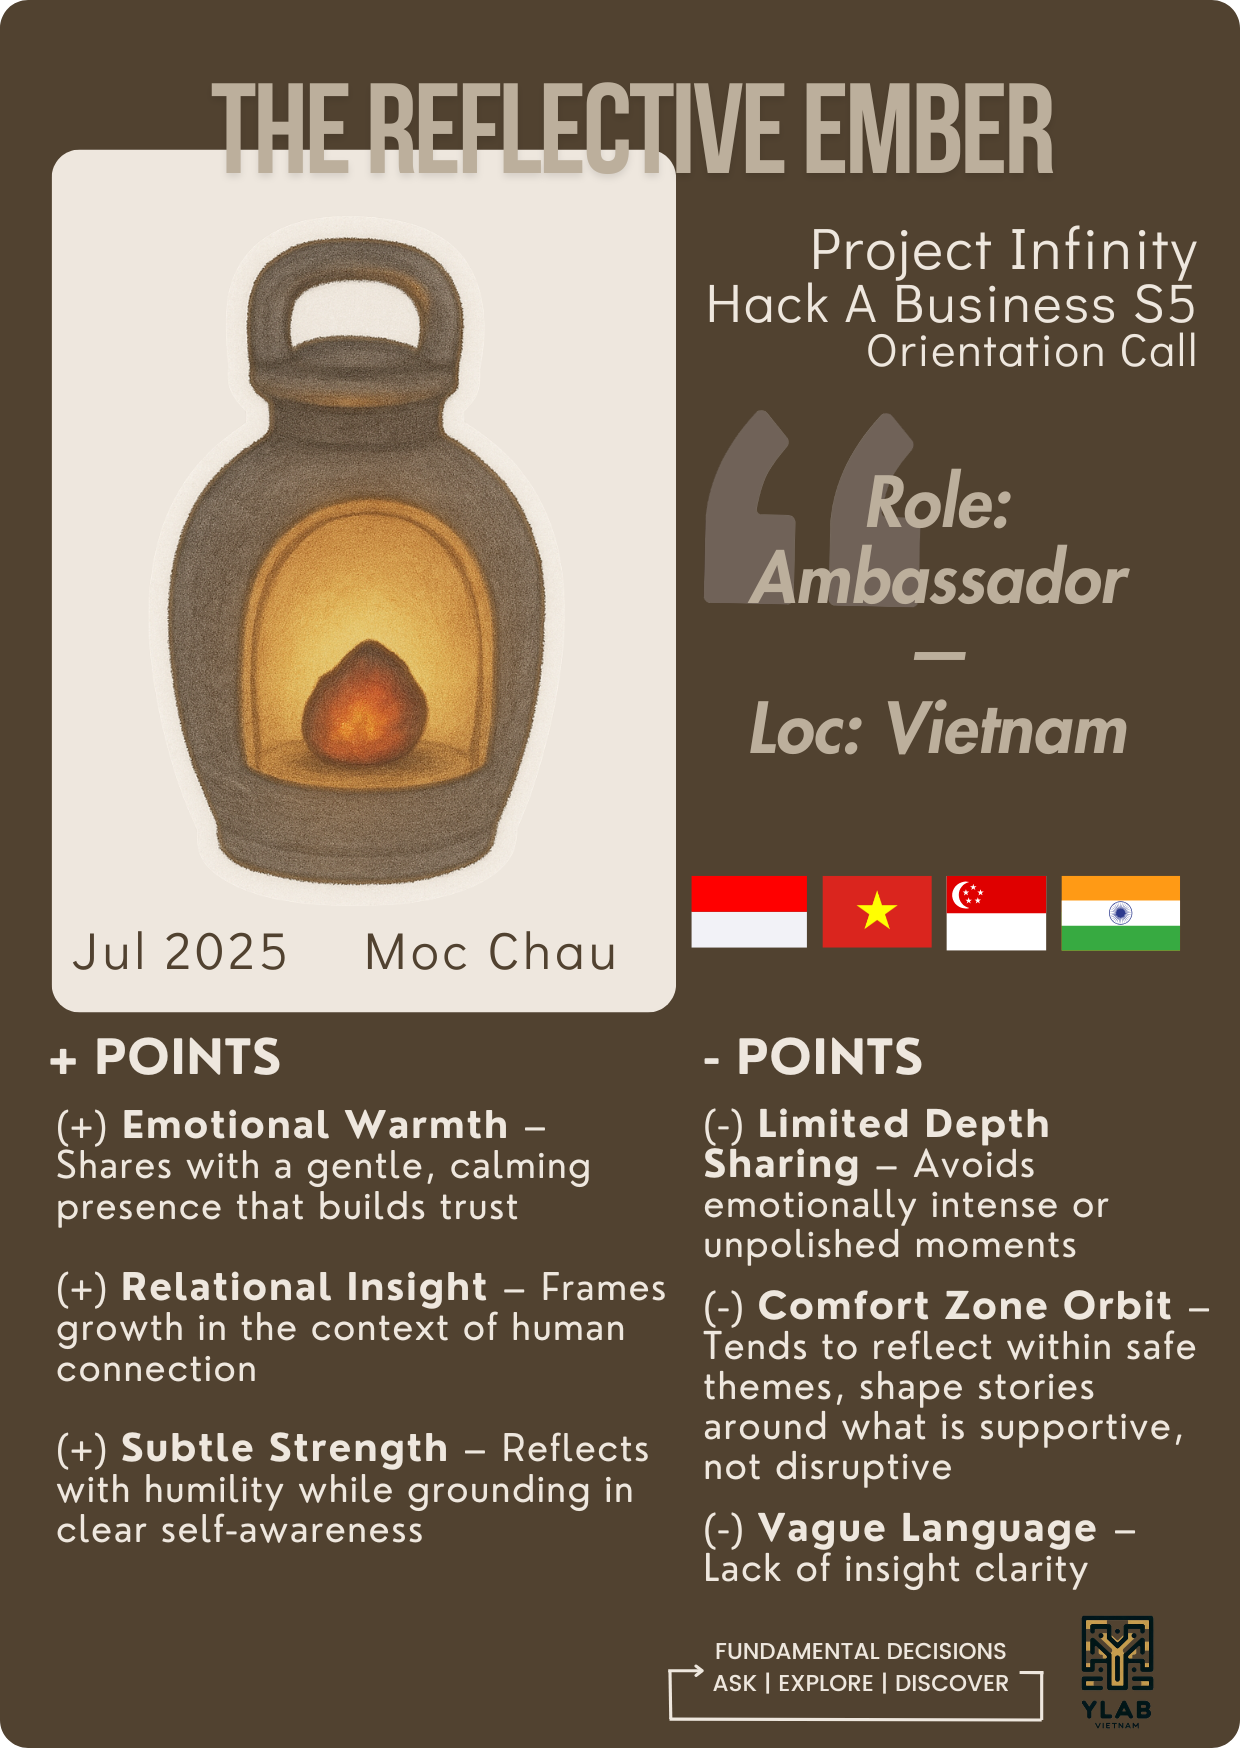 THE REFLECTIVE EMBER
Project Infinity
Hack A Business S5
Orientation Call
“
Role:
Ambassador
—
Loc: Vietnam
Jul 2025 Moc Chau
+ POINTS
(+) Emotional Warmth –
Shares with a gentle, calming
presence that builds trust
(+) Relational Insight – Frames
growth in the context of human
connection
(+) Subtle Strength – Reflects
with humility while grounding in
clear self-awareness
- POINTS
(-) Limited Depth
Sharing – Avoids
emotionally intense or
unpolished moments
(-) Comfort Zone Orbit –
Tends to reflect within safe
themes, shape stories
around what is supportive,
not disruptive
(-) Vague Language –
Lack of insight clarity
FUNDAMENTAL DECISIONS
ASK | EXPLORE | DISCOVER
YLAB
VIETNAM